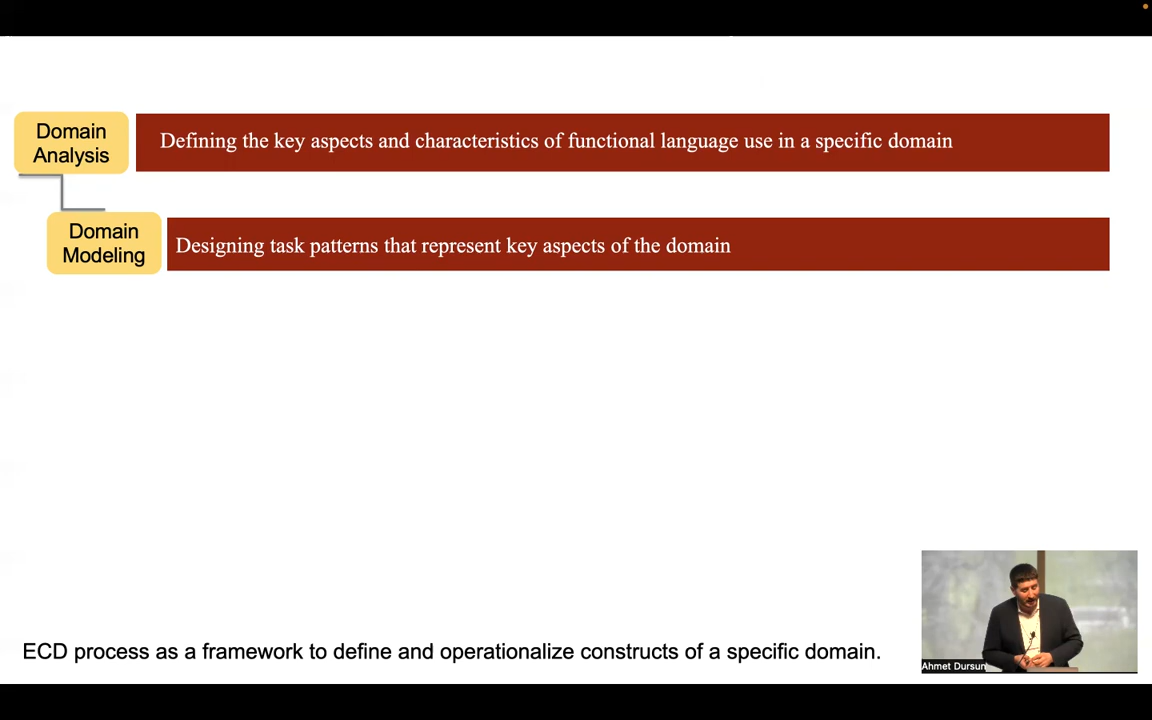 Domain
Analysis
Defining the key aspects and characteristics of functional language use in a specific domain
Domain
Modeling
Designing task patterns that represent key aspects of the domain
ECD process as a framework to define and operationalize constructs of a specific domain.
Ahmet Dursun